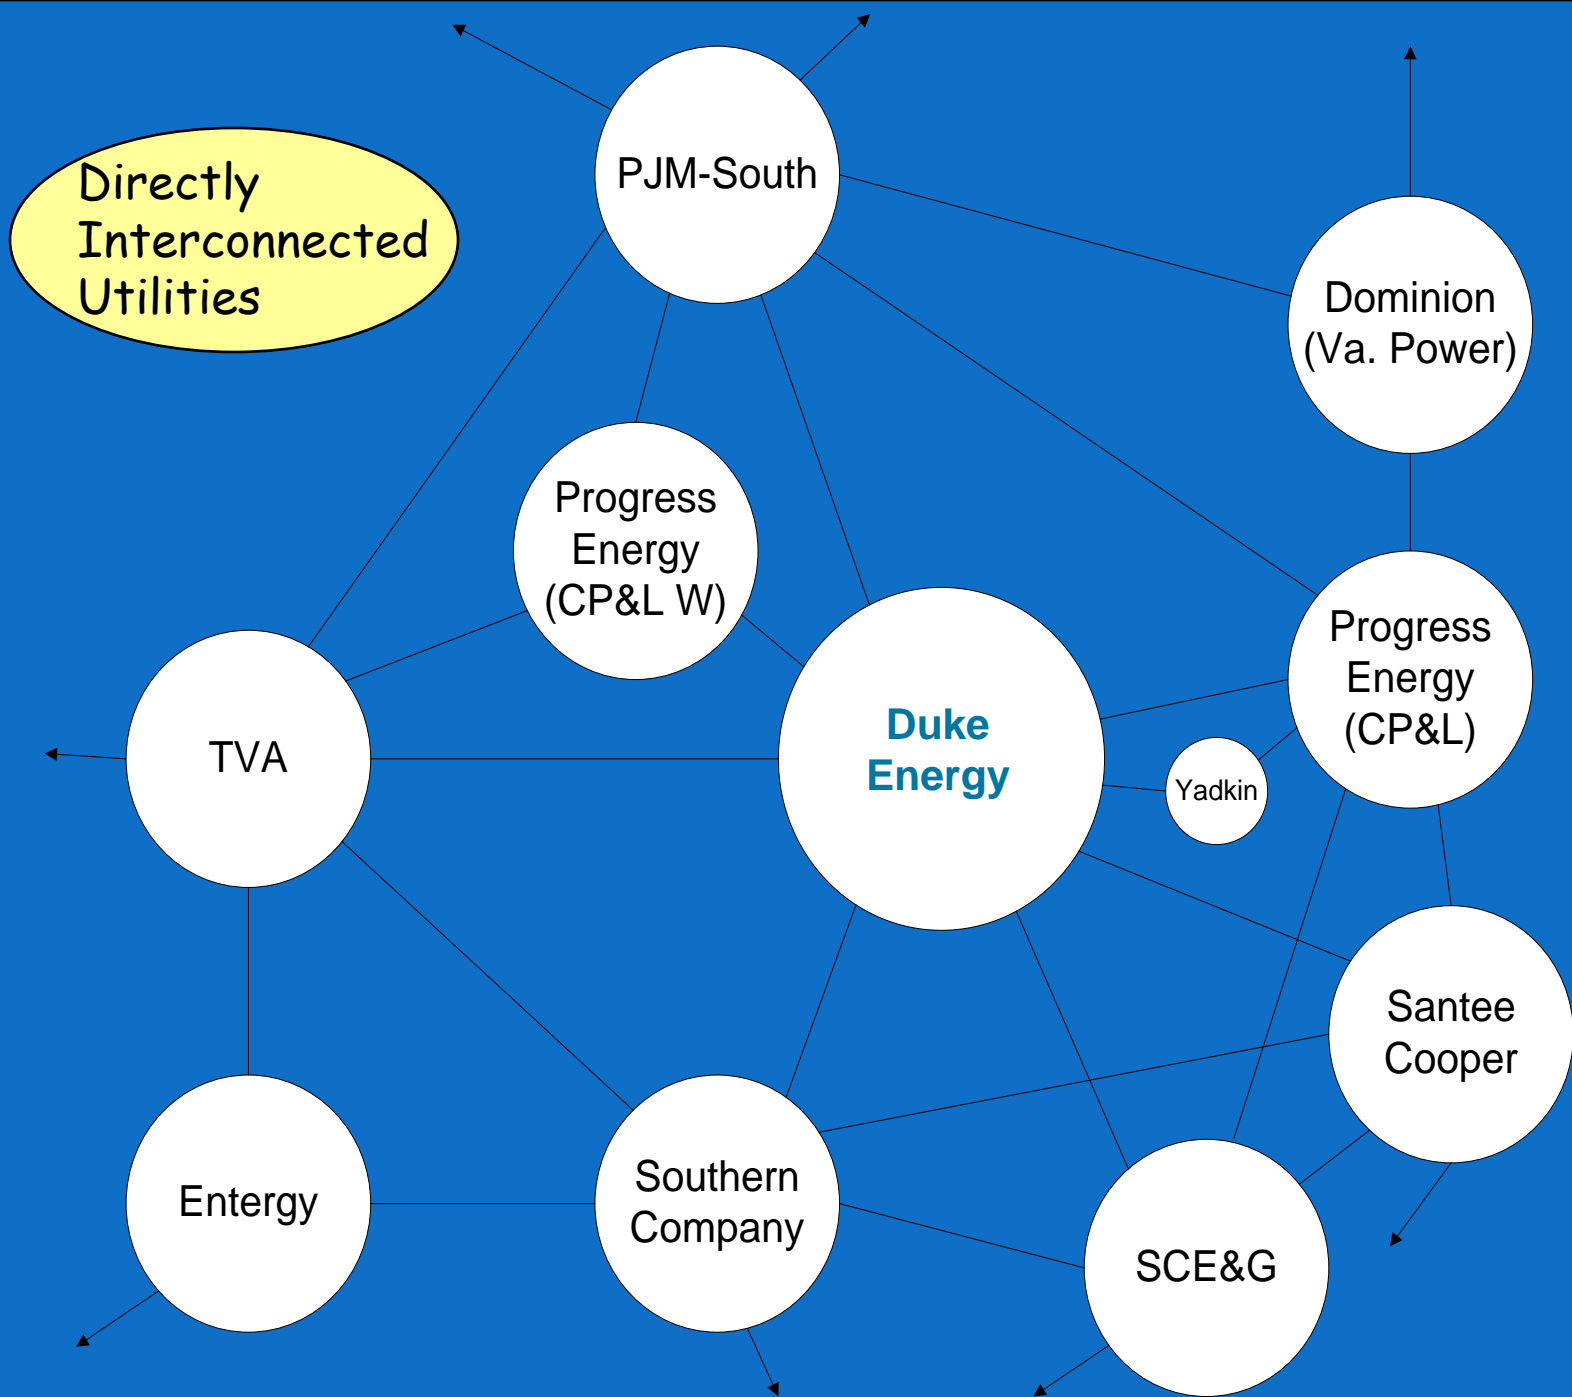 Directly
Interconnected
Utilities
PJM-South
Dominion
(Va. Power)
Progress
Energy
(CP&L W)
Progress
Energy
(CP&L)
Duke
Energy
TVA
Yadkin
Santee
Cooper
Entergy
Southern
Company
SCE&G